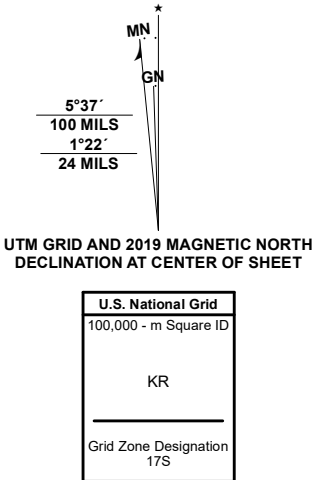 ★
MN
GN
5°37´
100 MILS
1°22´
24 MILS
UTM GRID AND 2019 MAGNETIC NORTH
DECLINATION AT CENTER OF SHEET
U.S. National Grid
100,000 - m Square ID
KR
Grid Zone Designation
17S